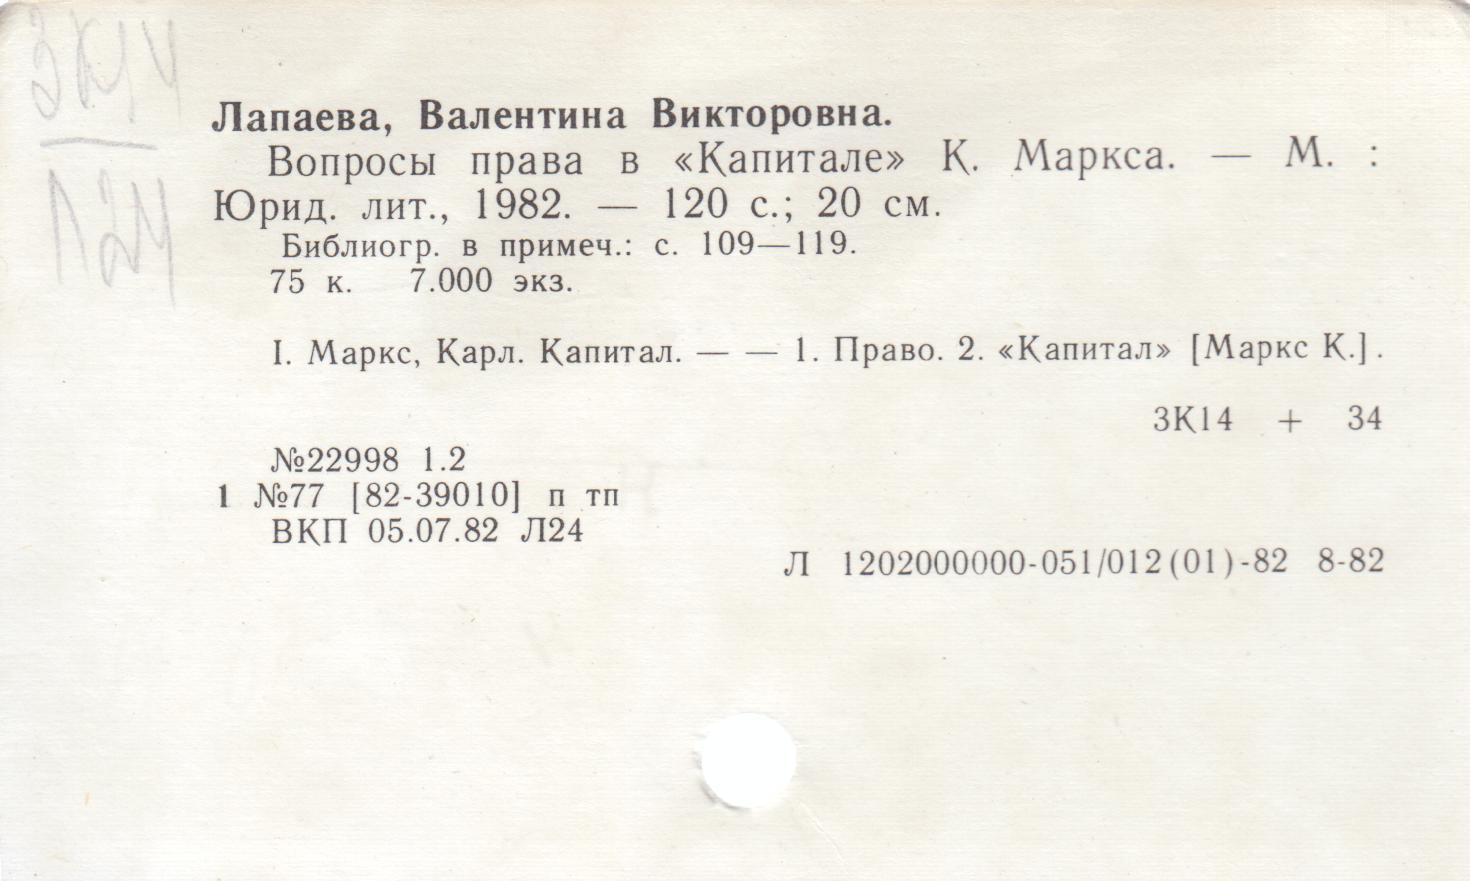 3К14
Л24
Лапаева, Валентина Викторовна.
Вопросы права в «Капитале» К. Маркса. — М. :
Юрид. лит., 1982. — 120 с.; 20 см.
Библиогр. в примеч.: с. 109—119.
75 к. 7.000 экз.
I. Маркс, Карл. Капитал. — — 1. Право. 2. «Капитал» [Маркс К.].
3К14 + 34
№22998 1.2
1 №77 [82-39010] п тп
ВКП 05.07.82 Л24
Л 1202000000-051/012(01)-82 8-82